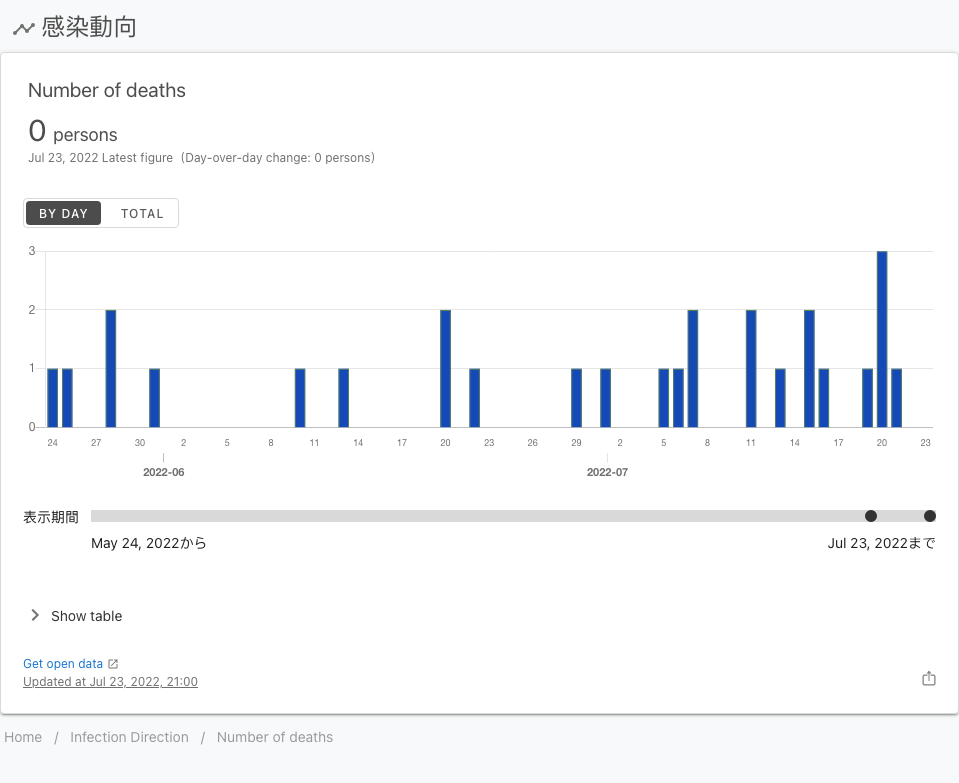 感染動向
Number of deaths
0 persons
Jul 23, 2022 Latest figure (Day-over-day change: 0 persons)
BY DAY TOTAL
3
2
1
0
24 27 30 2 5 8 11 14 17 20 23 26 29 2 5 8 11 14 17 20 23
2022-06 2022-07
表示期間
May 24, 2022から Jul 23, 2022まで
Show table
Get open data
Updated at Jul 23, 2022, 21:00
Home / Infection Direction / Number of deaths